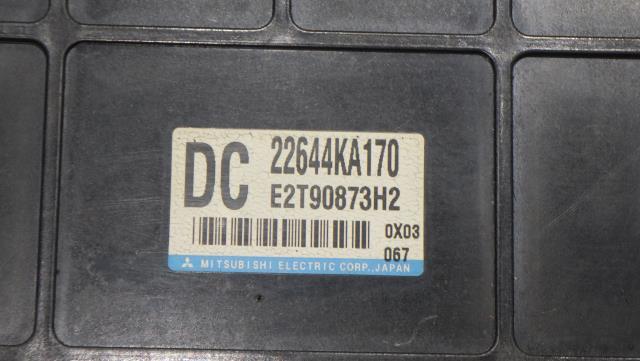 DC 22644KA170
E2T90873H2
0X03
067
MITSUBISHI ELECTRIC CORP.,JAPAN